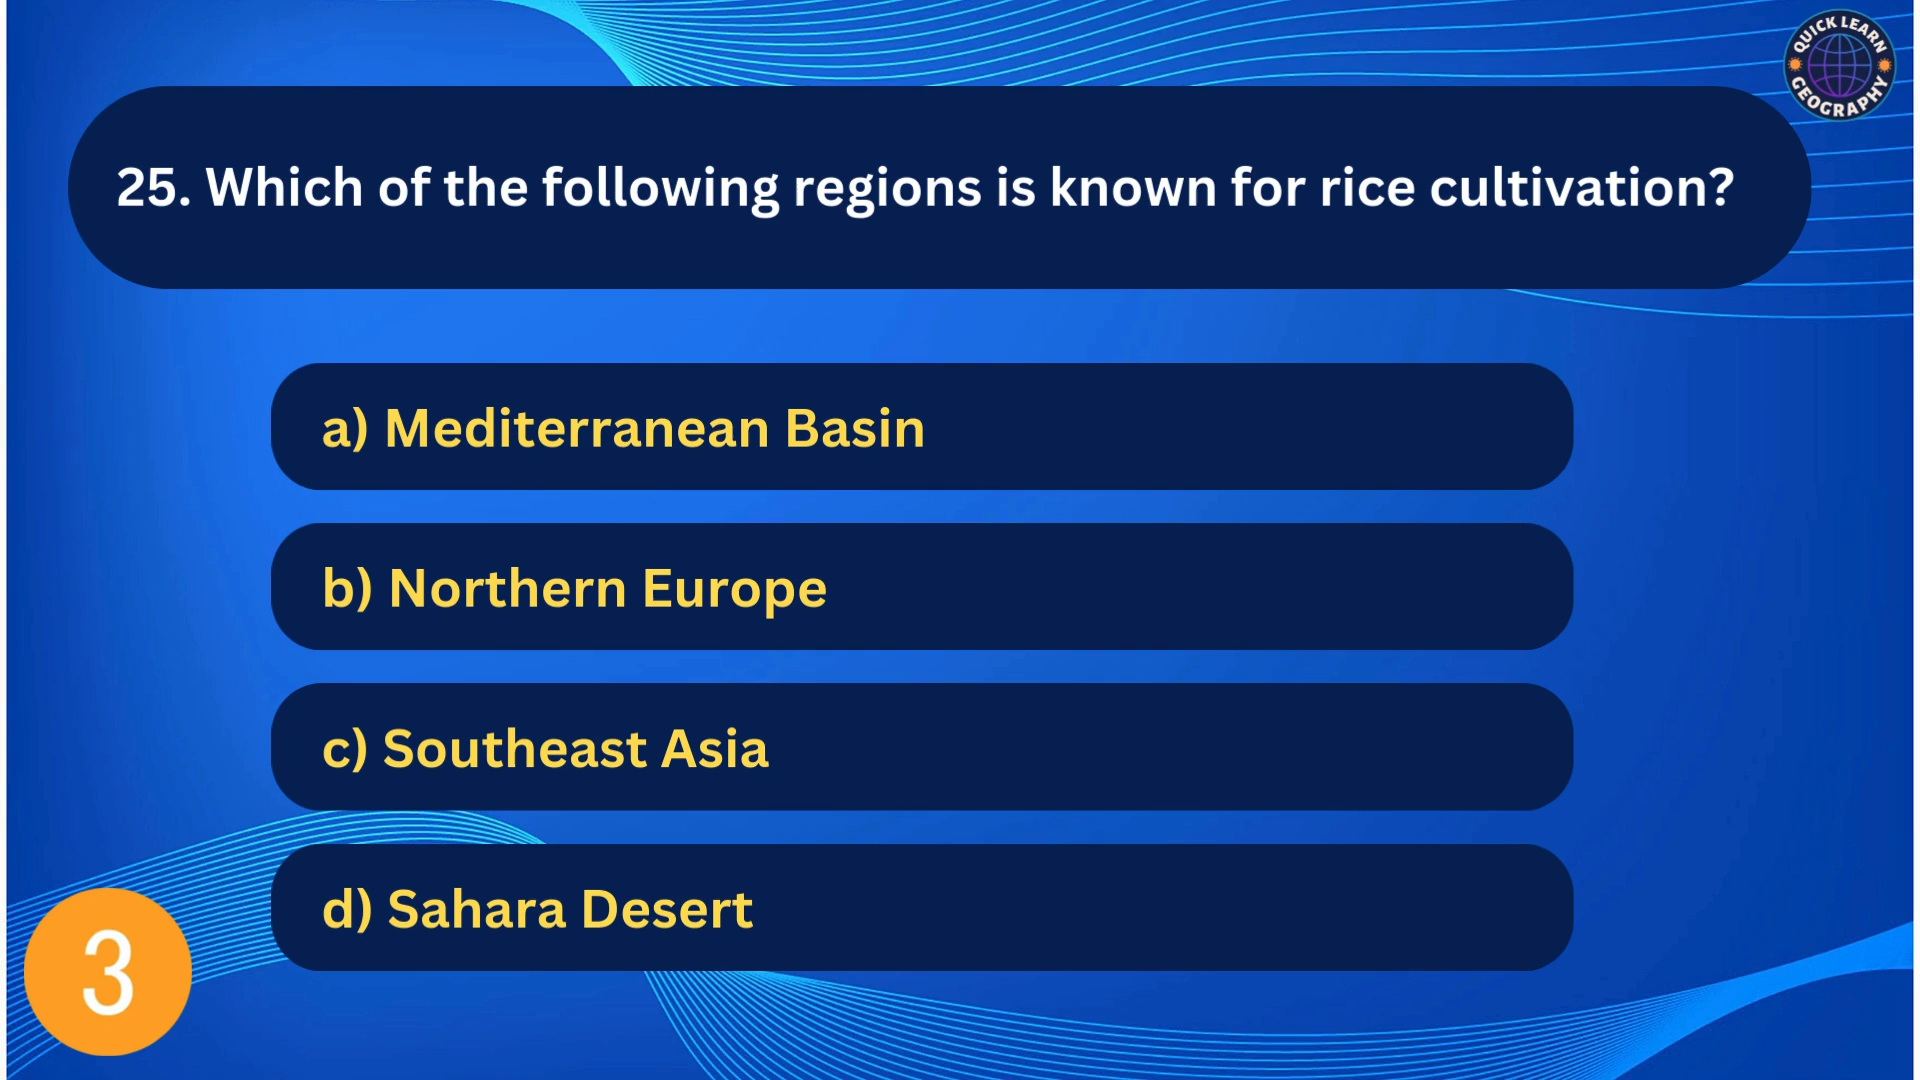 QUICK LEARN
GEOGRAPHY
25. Which of the following regions is known for rice cultivation?
a) Mediterranean Basin
b) Northern Europe
c) Southeast Asia
d) Sahara Desert
3